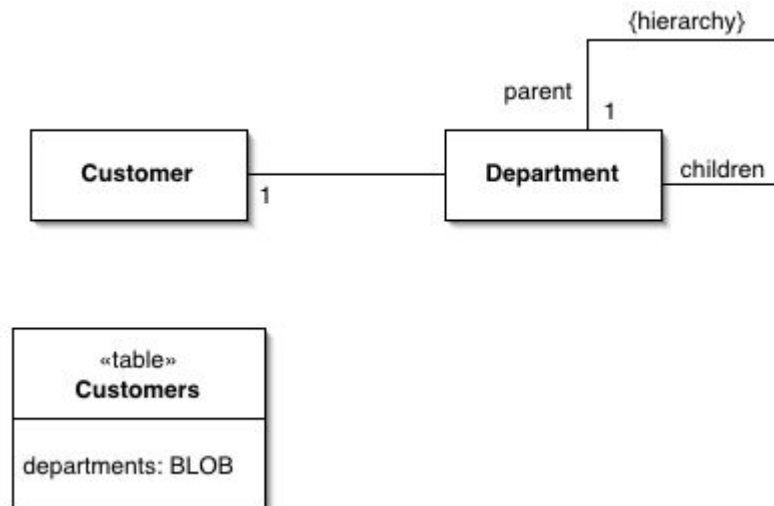 {hierarchy}
parent
1
Customer
1
Department
children
«table»
Customers
departments: BLOB